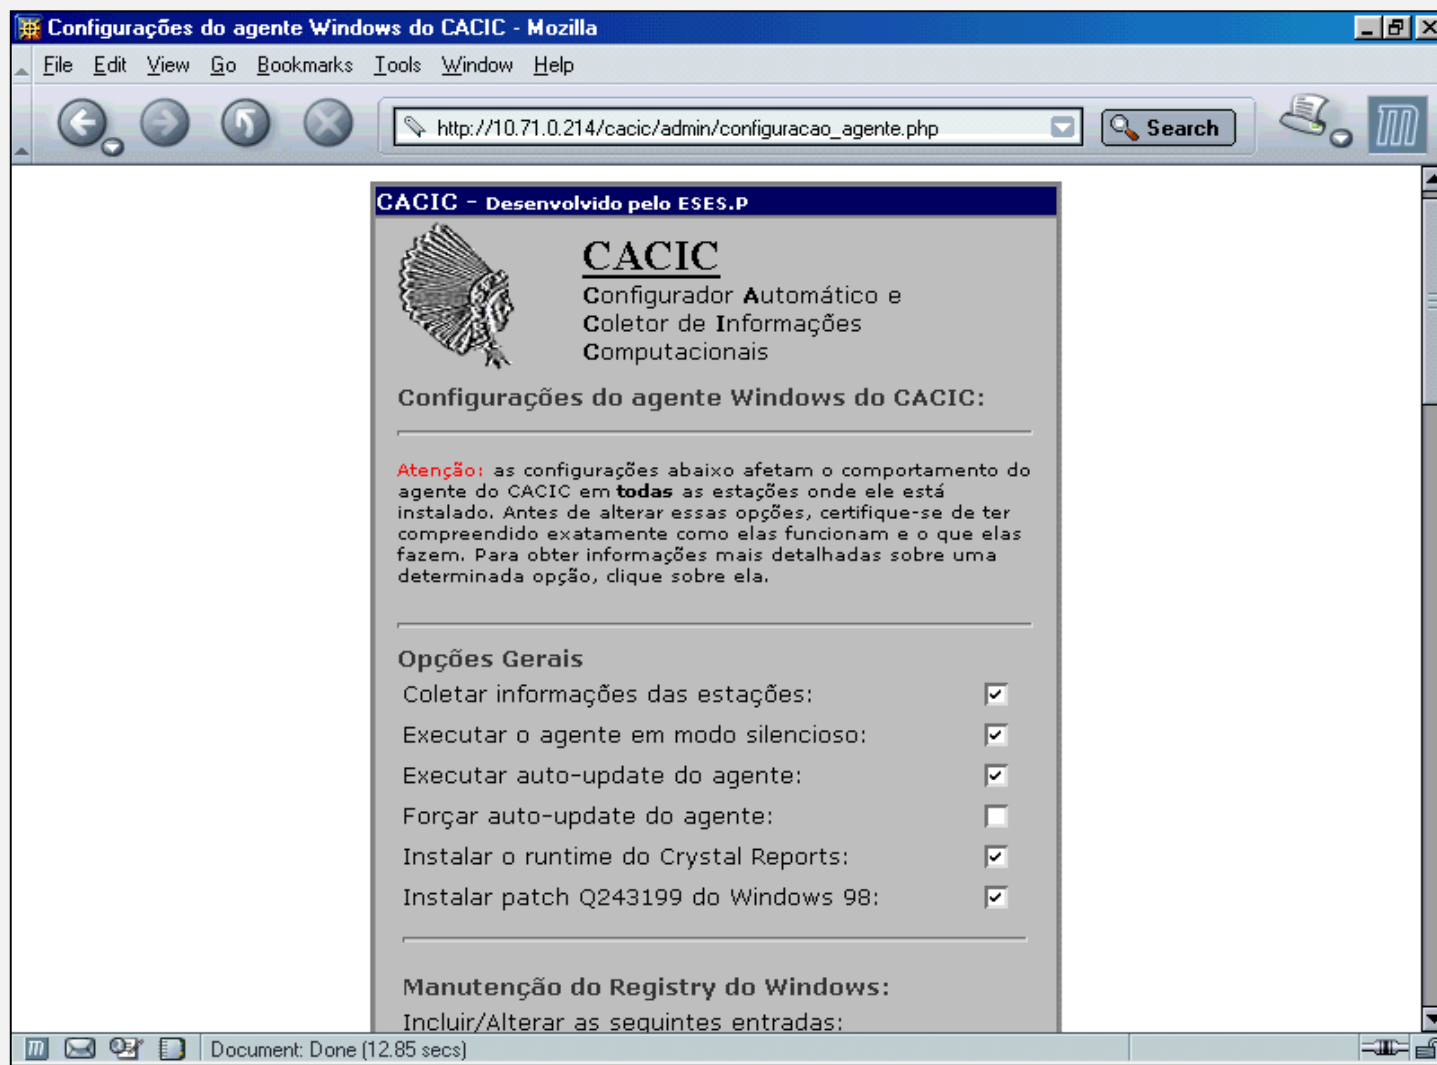 Configurações do agente Windows do CACIC - Mozilla
File Edit View Go Bookmarks Tools Window Help
http://10.71.0.214/cacic/admin/configuracao_agente.php Search
CACIC - Desenvolvido pelo ESES.P
CACIC
Configurador Automático e
Coletor de Informações
Computacionais
Configurações do agente Windows do CACIC:
Atenção: as configurações abaixo afetam o comportamento do
agente do CACIC em todas as estações onde ele está
instalado. Antes de alterar essas opções, certifique-se de ter
compreendido exatamente como elas funcionam e o que elas
fazem. Para obter informações mais detalhadas sobre uma
determinada opção, clique sobre ela.
Opções Gerais
Coletar informações das estações:
Executar o agente em modo silencioso:
Executar auto-update do agente:
Forçar auto-update do agente:
Instalar o runtime do Crystal Reports:
Instalar patch Q243199 do Windows 98:
Manutenção do Registry do Windows:
Incluir/Alterar as seguintes entradas:
Document: Done (12.85 secs)